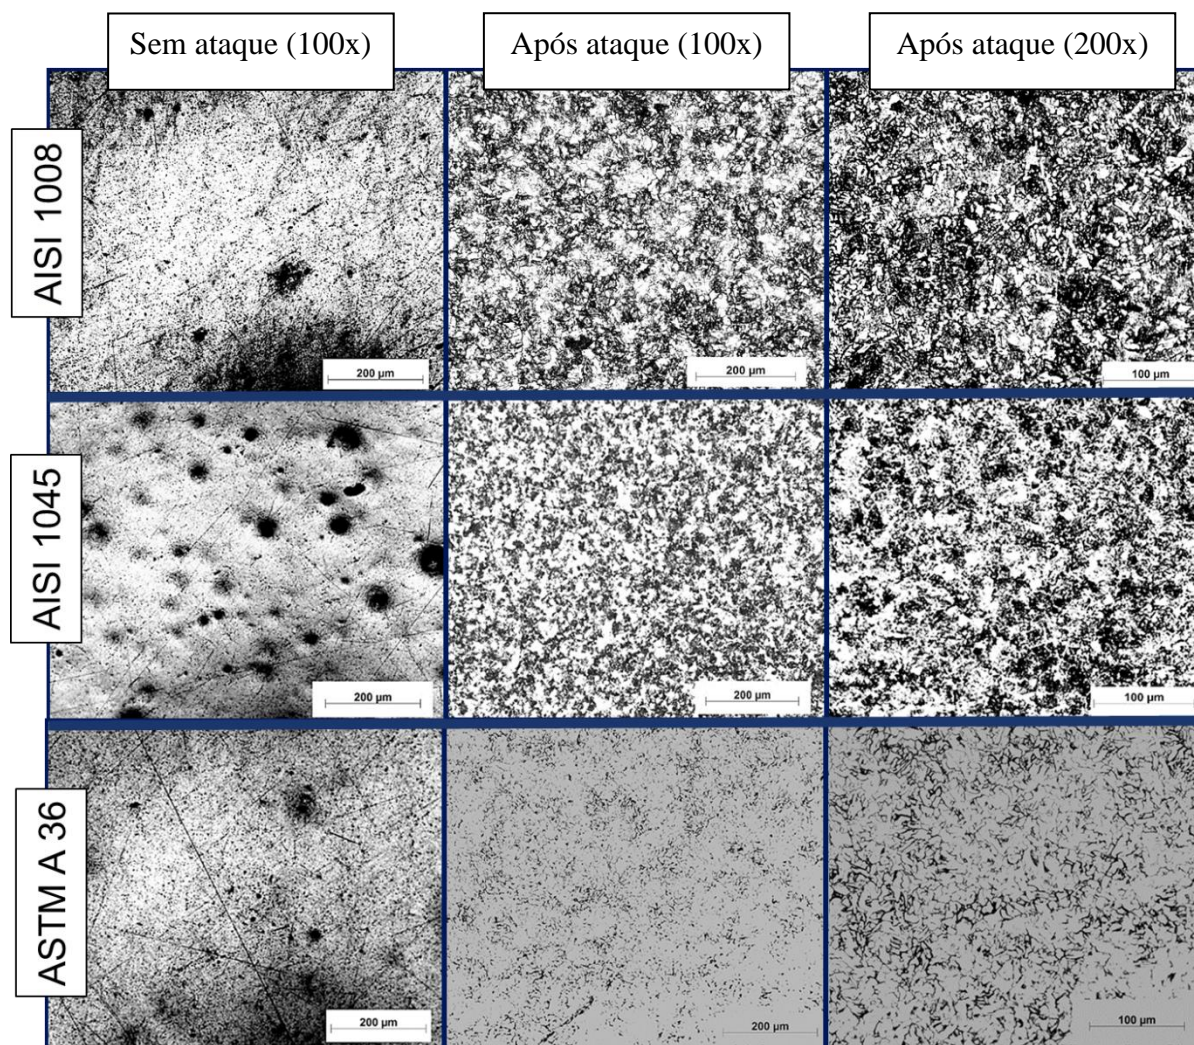 Sem ataque (100x)
Após ataque (100x)
Após ataque (200x)
AISI 1008
200 µm
200 µm
100 µm
AISI 1045
200 µm
200 µm
100 µm
ASTM A 36
200 µm
200 µm
100 µm